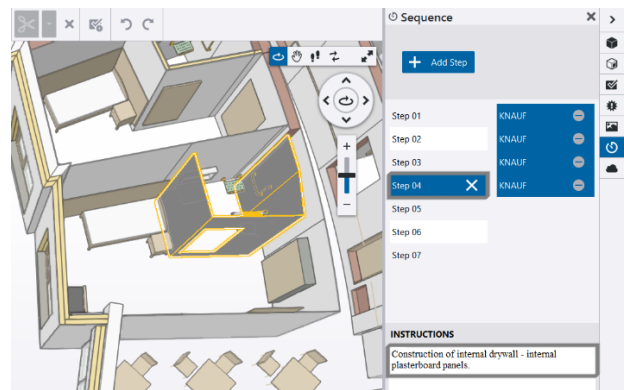 Sequence
Add Step
Step 01 KNAUF
Step 02 KNAUF
Step 03 KNAUF
Step 04 KNAUF
Step 05
Step 06
Step 07
INSTRUCTIONS
Construction of internal drywall - internal
plasterboard panels.